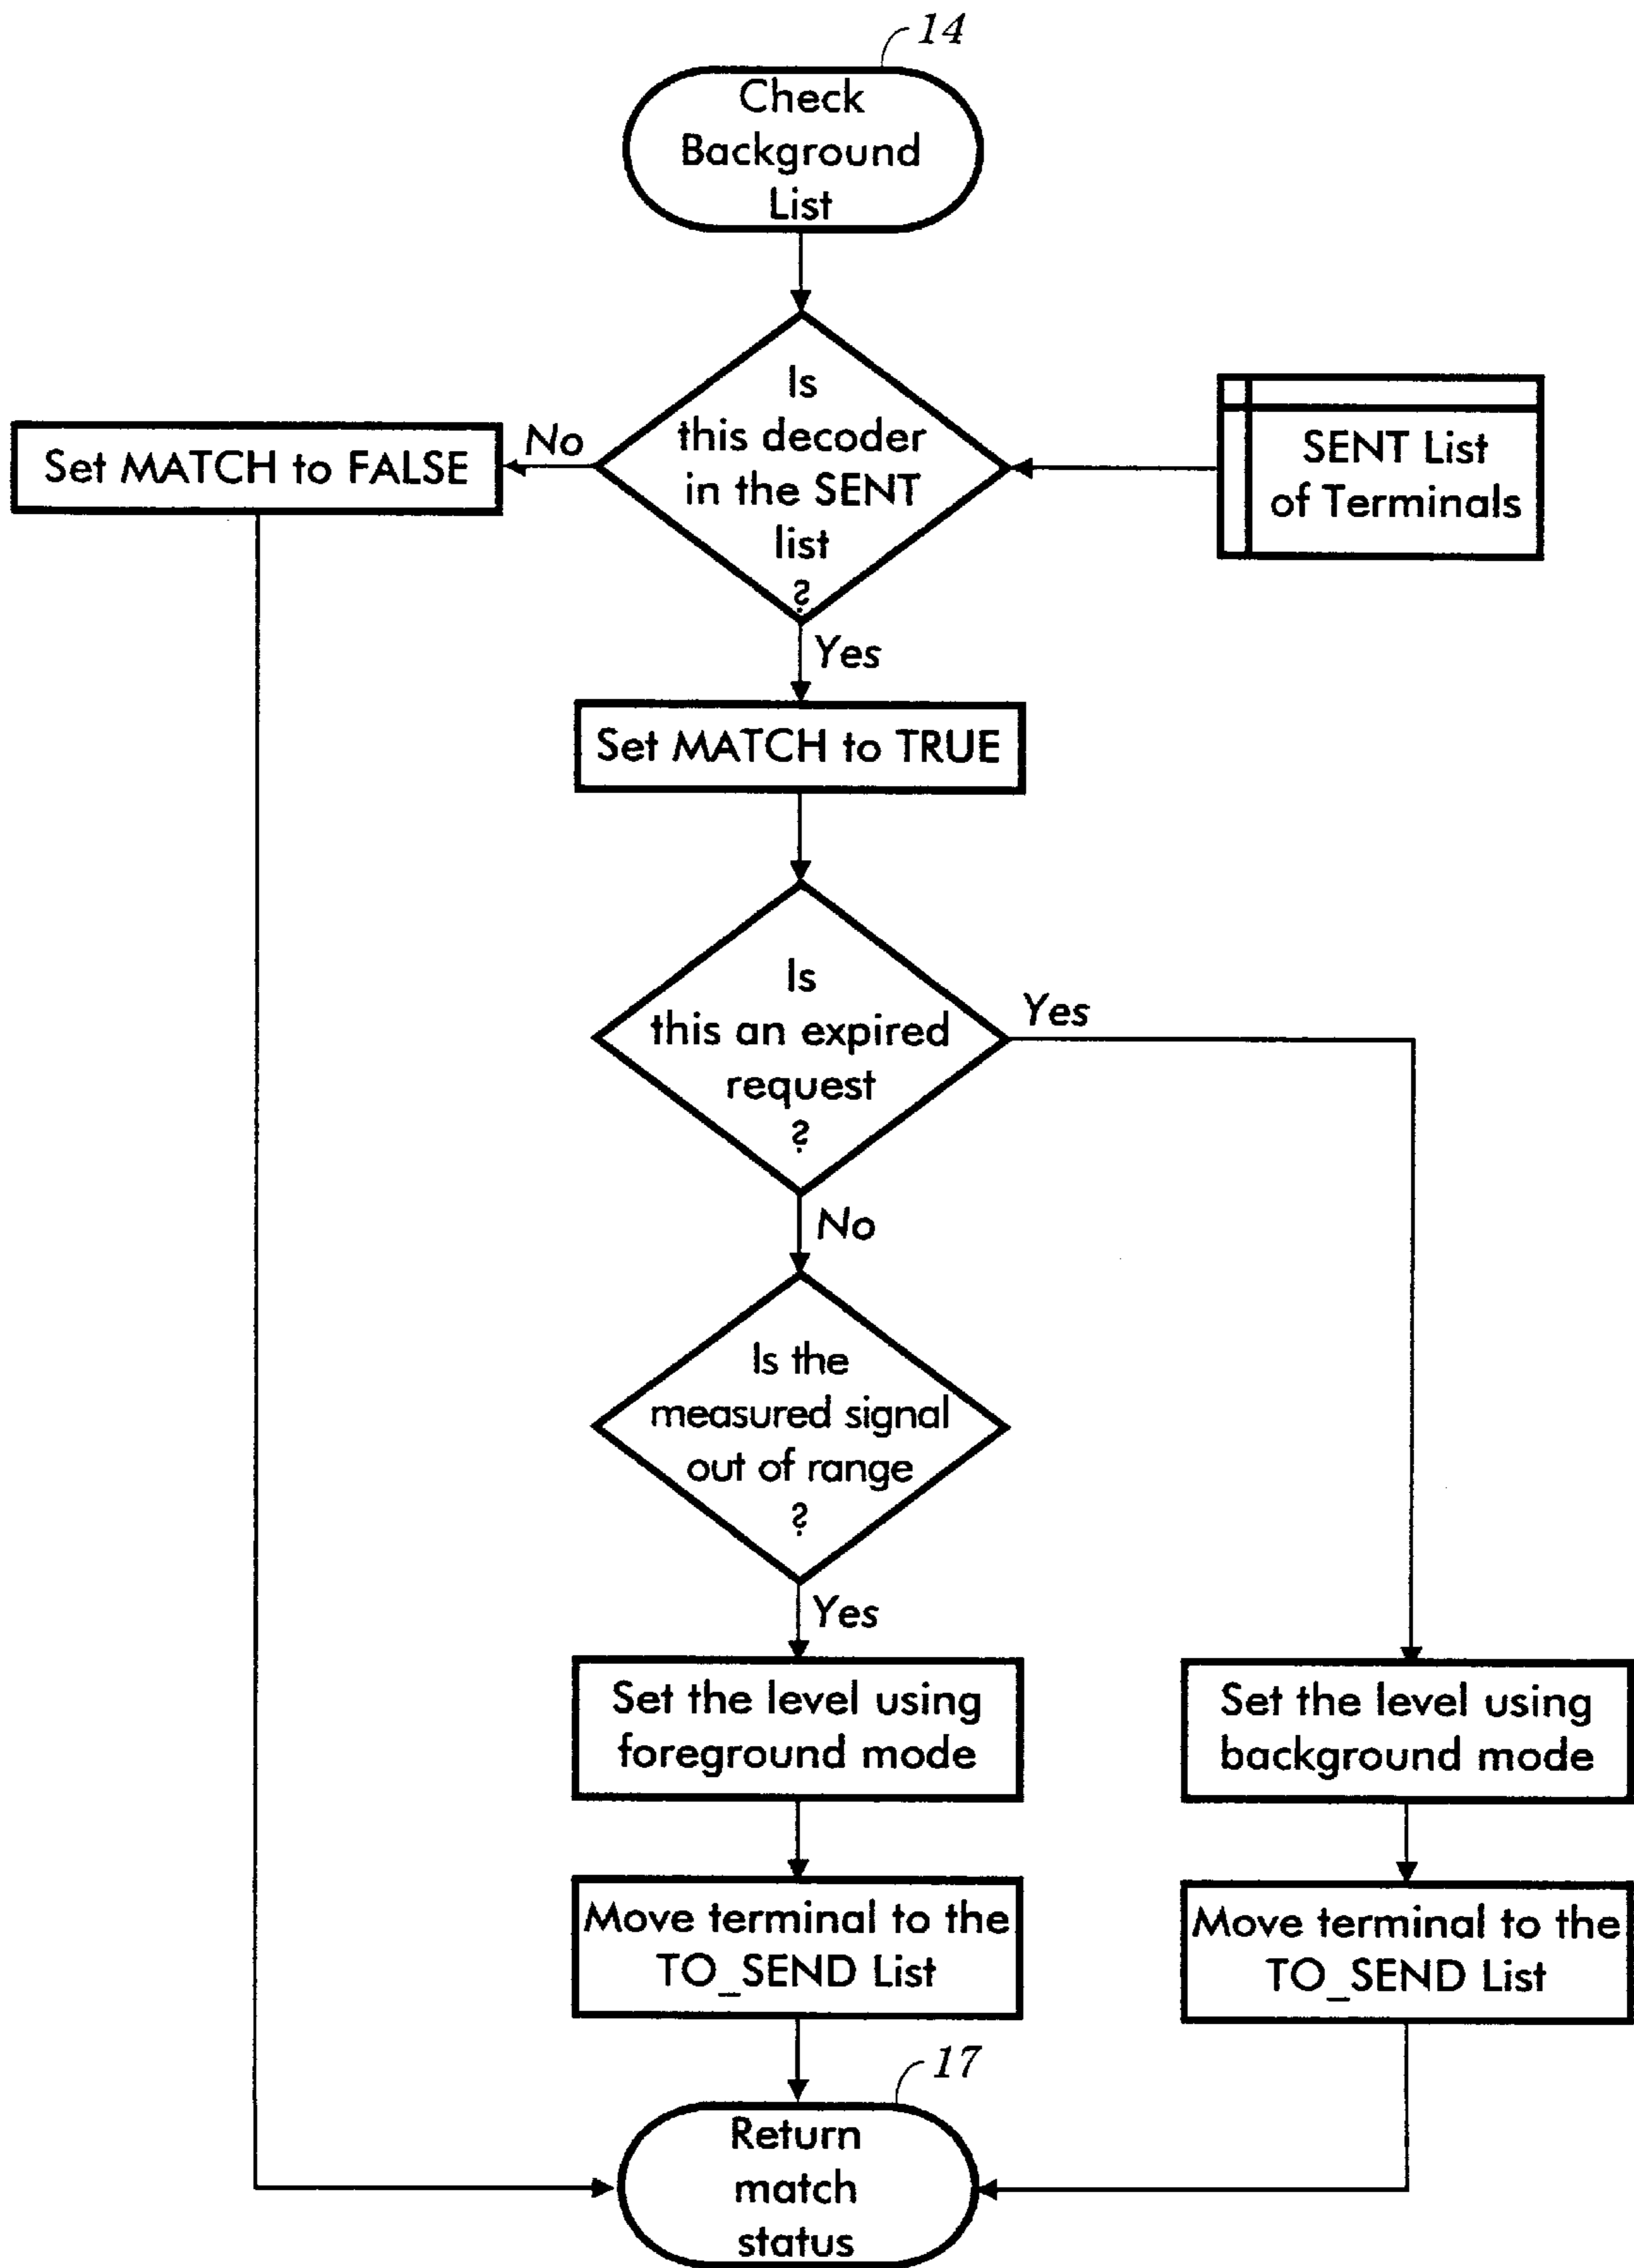 14
Check
Background
List
Is
this decoder
in the SENT
list
?
No
Set MATCH to FALSE
SENT List
of Terminals
Yes
Set MATCH to TRUE
Is
this an expired
request
?
Yes
No
Is the
measured signal
out of range
?
Yes
Set the level using
foreground mode
Set the level using
background mode
Move terminal to the
TO_SEND List
Move terminal to the
TO_SEND List
17
Return
match
status